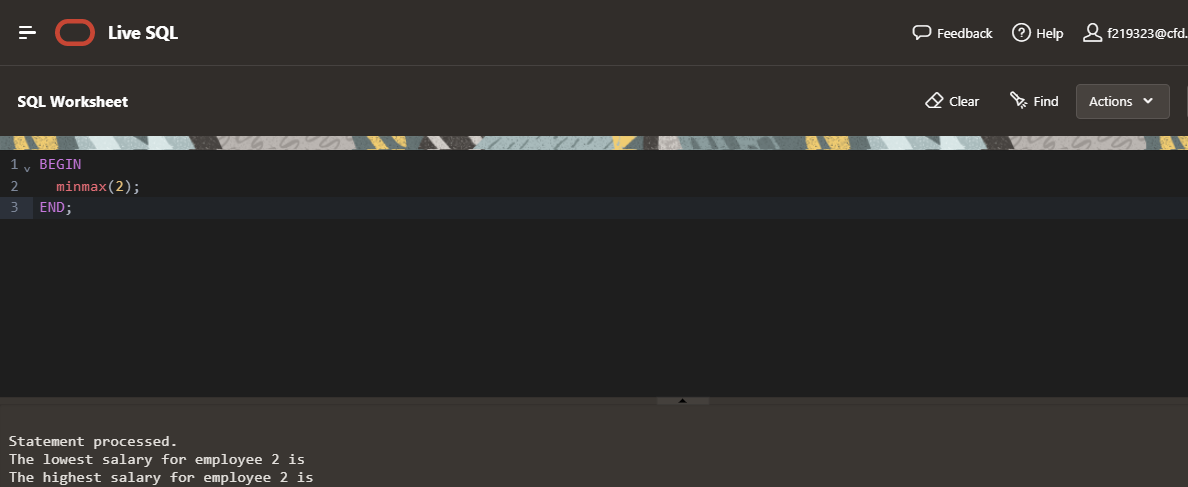 Live SQL
Feedback
Help
f219323@cfd.
SQL Worksheet
Clear
Find
Actions
1 BEGIN
2 minmax(2);
3 END;
Statement processed.
The lowest salary for employee 2 is
The highest salary for employee 2 is